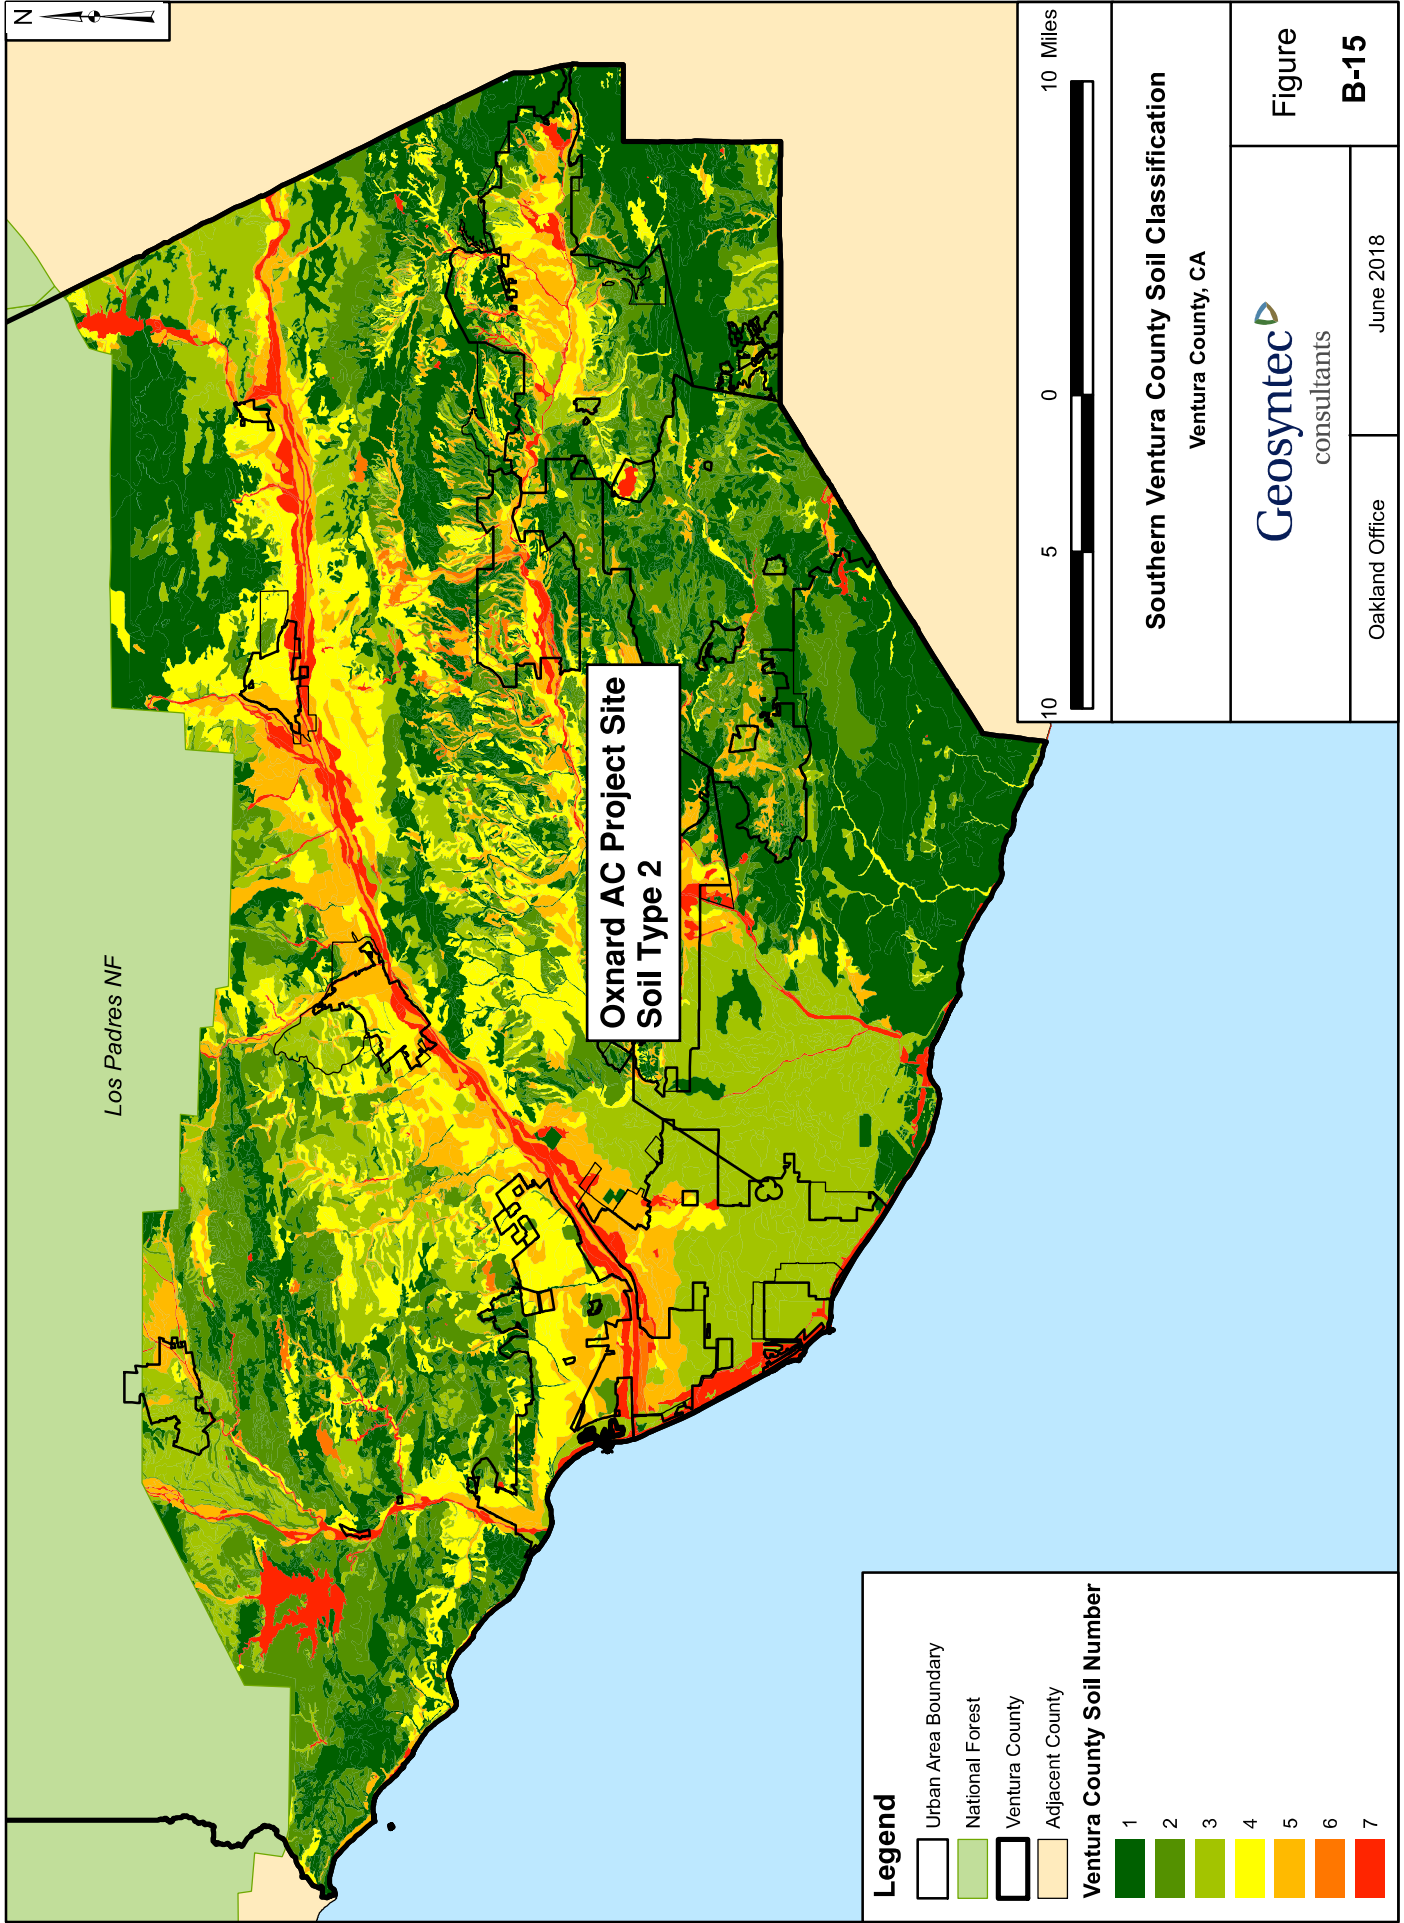 N
Los Padres NF
Oxnard AC Project Site
Soil Type 2
Legend
Urban Area Boundary
National Forest
Ventura County
Adjacent County
Ventura County Soil Number
1
2
3
4
5
6
7
10 5 0 10 Miles
Southern Ventura County Soil Classification
Ventura County, CA
Geosyntec
consultants
Figure
B-15
Oakland Office
June 2018